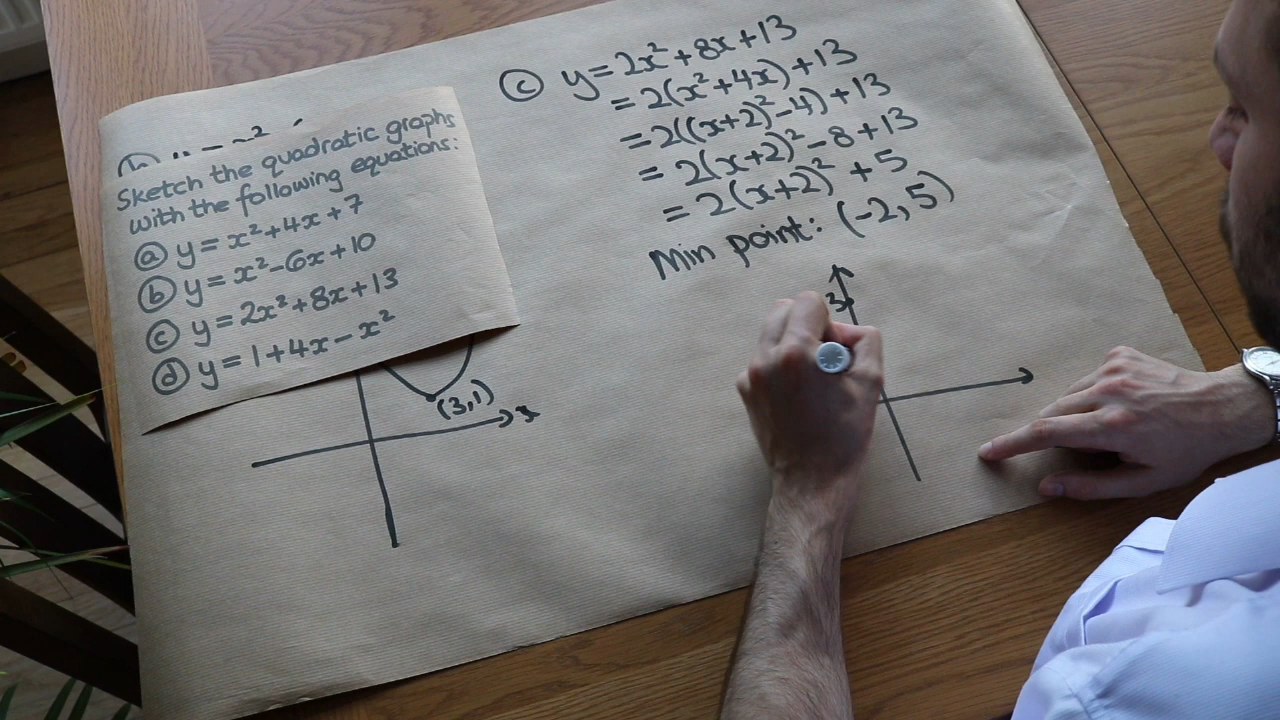 Sketch the quadratic graphs
with the following equations:
ⓐ y = x² + 4x + 7
ⓑ y = x² - 6x + 10
ⓒ y = 2x² + 8x + 13
ⓓ y = 1 + 4x - x²
(3,1)
x
ⓒ y = 2x² + 8x + 13
= 2(x² + 4x) + 13
= 2((x+2)² - 4) + 13
= 2(x+2)² - 8 + 13
= 2(x+2)² + 5
Min point: (-2, 5)